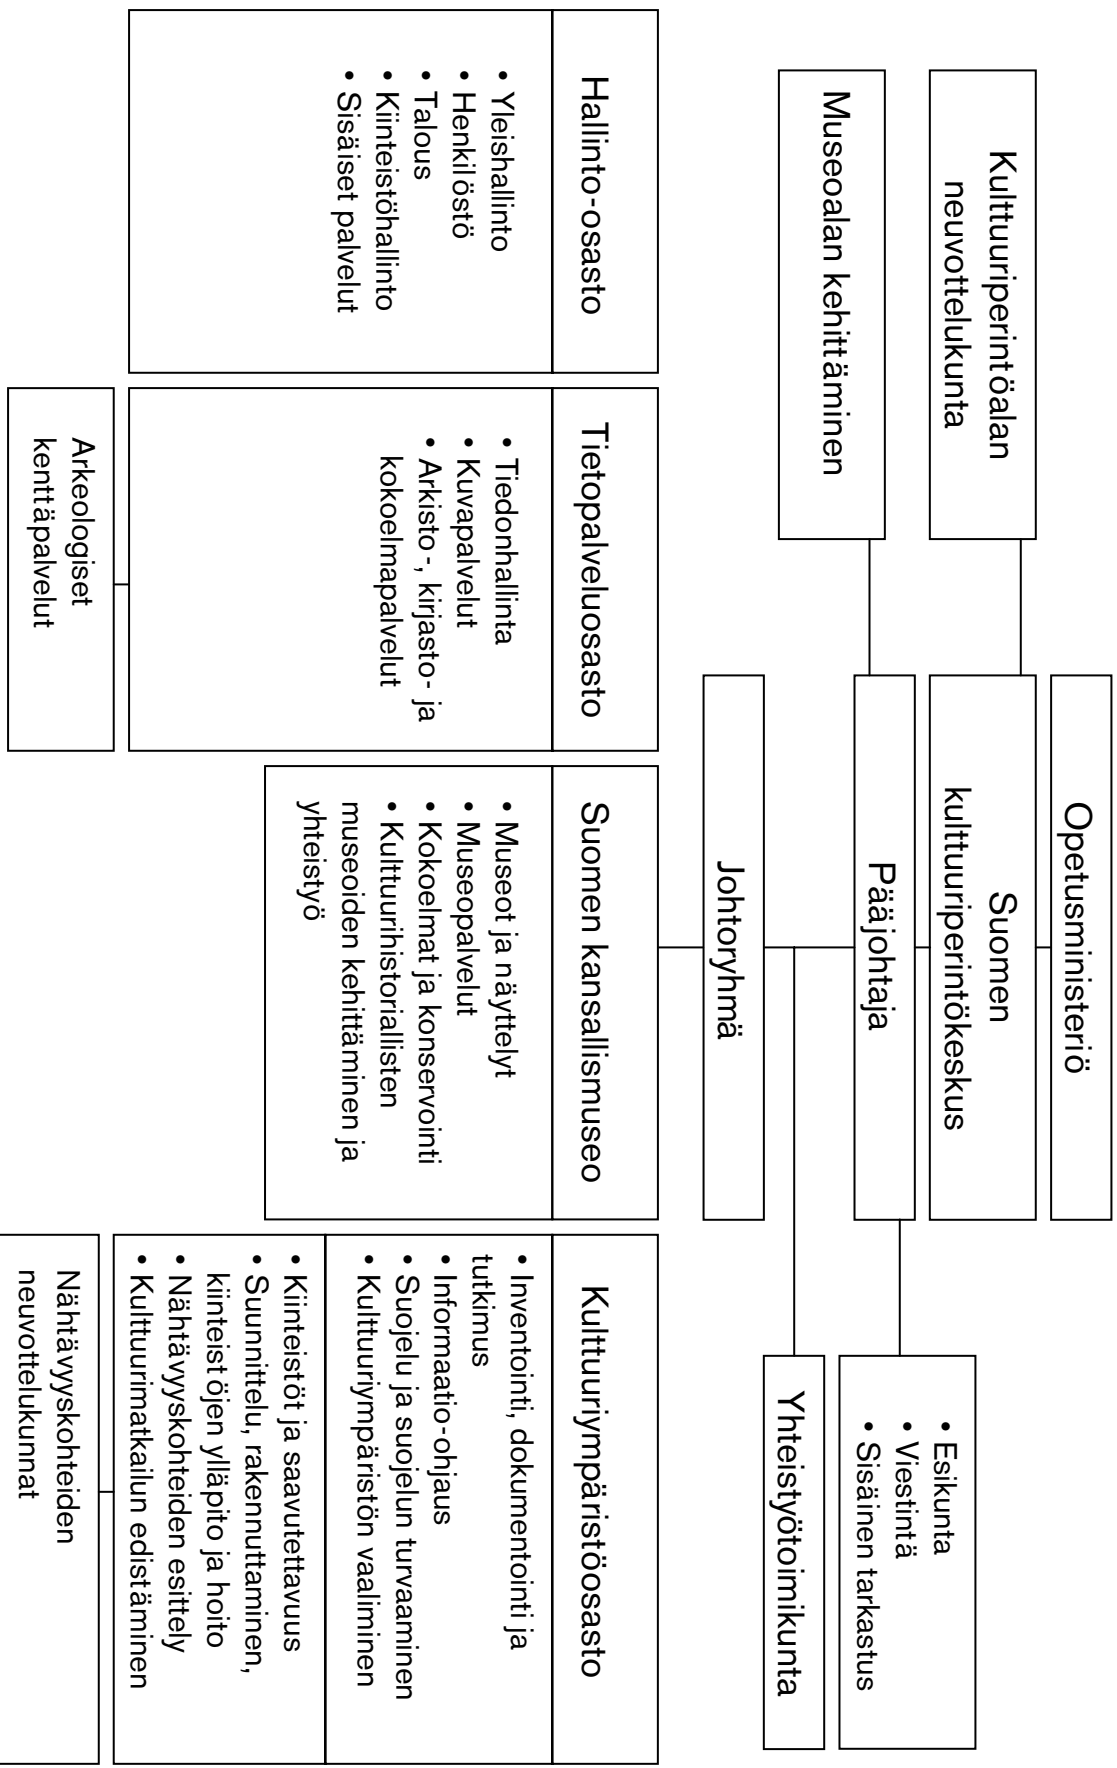 Opetusministeriö
Kulttuuriperintöalan
neuvottelukunta
Suomen
kulttuuriperintökeskus
Museoalan kehittäminen
Pääjohtaja
• Esikunta
• Viestintä
• Sisäinen tarkastus
Yhteistyötoimikunta
Johtoryhmä
Hallinto-osasto
• Yleishallinto
• Henkilöstö
• Talous
• Kiinteistöhallinto
• Sisäiset palvelut
Tietopalveluosasto
• Tiedonhallinta
• Kuvapalvelut
• Arkisto-, kirjasto- ja
kokoelmapalvelut
Arkeologiset
kenttäpalvelut
Suomen kansallismuseo
• Museot ja näyttelyt
• Museopalvelut
• Kokoelmat ja konservointi
• Kulttuurihistoriallisten
museoiden kehittäminen ja
yhteistyö
Kulttuuriympäristöosasto
• Inventointi, dokumentointi ja
tutkimus
• Informaatio-ohjaus
• Suojelu ja suojelun turvaaminen
• Kulttuuriympäristön vaaliminen
• Kiinteistöt ja saavutettavuus
• Suunnittelu, rakennuttaminen,
kiinteistöjen ylläpito ja hoito
• Nähtävyyskohteiden esittely
• Kulttuurimatkailun edistäminen
Nähtävyyskohteiden
neuvottelukunnat